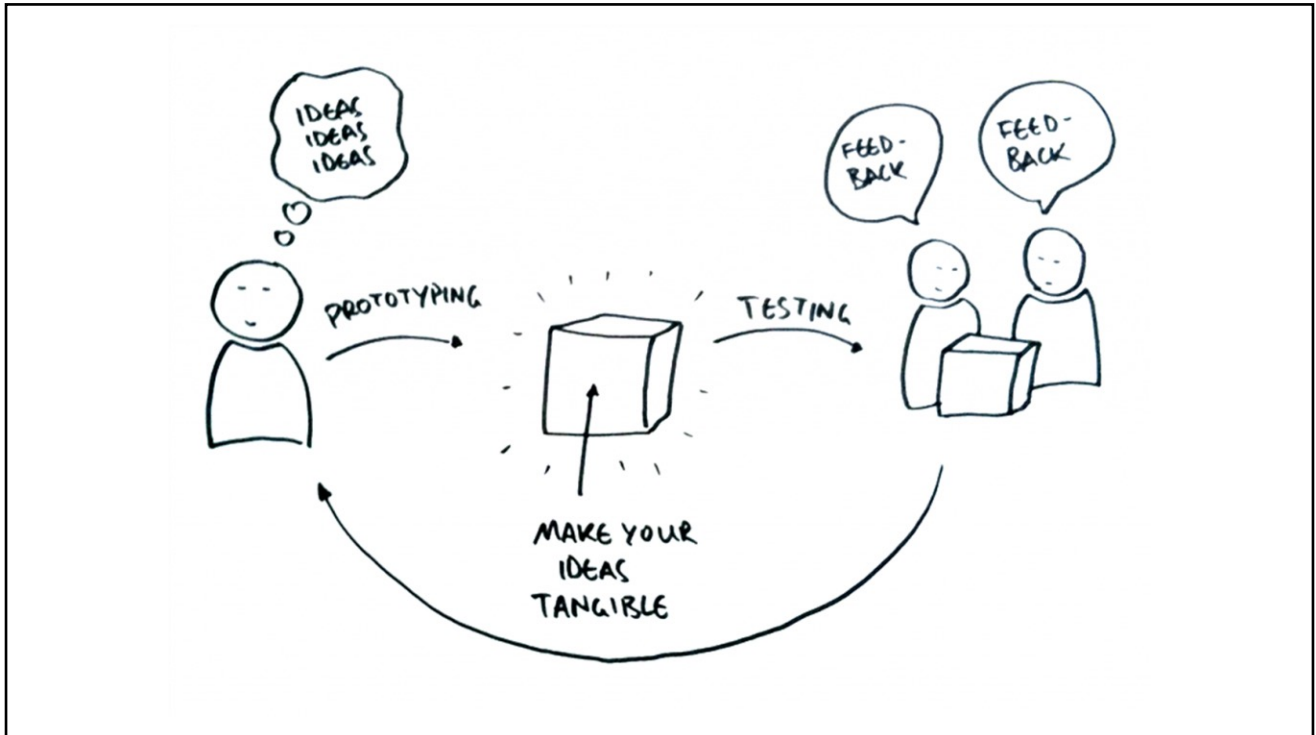 IDEAS
IDEAS
IDEAS
PROTOTYPING
MAKE YOUR
IDEAS
TANGIBLE
TESTING
FEED-
BACK
FEED-
BACK